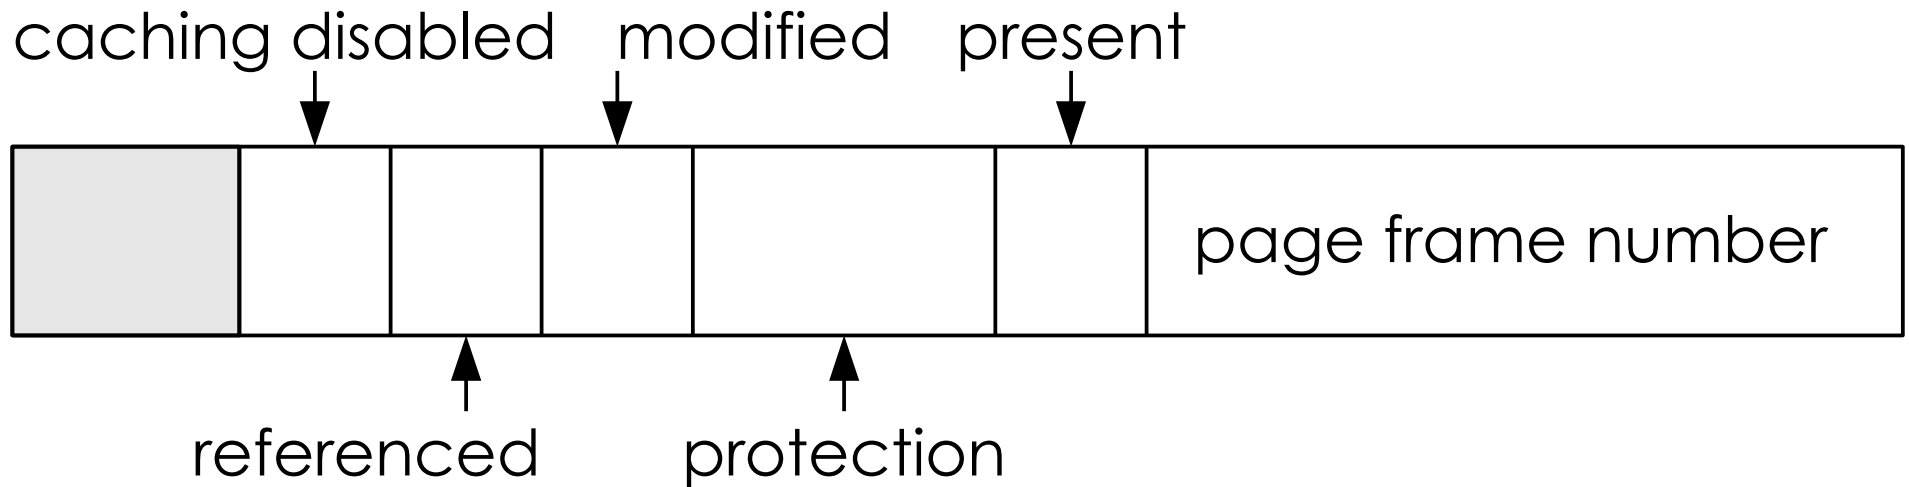 caching disabled
modified
present
page frame number
referenced
protection